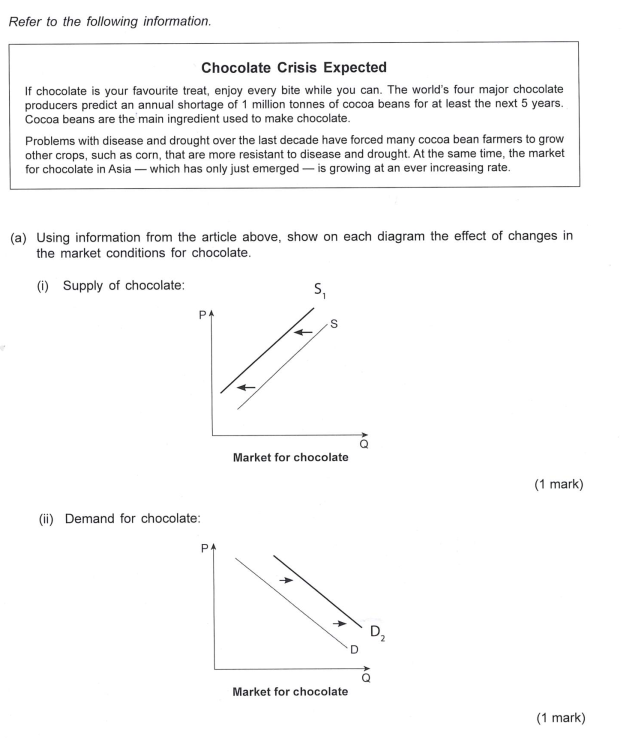 Refer to the following information.
Chocolate Crisis Expected
If chocolate is your favourite treat, enjoy every bite while you can. The world's four major chocolate
producers predict an annual shortage of 1 million tonnes of cocoa beans for at least the next 5 years.
Cocoa beans are the main ingredient used to make chocolate.
Problems with disease and drought over the last decade have forced many cocoa bean farmers to grow
other crops, such as corn, that are more resistant to disease and drought. At the same time, the market
for chocolate in Asia — which has only just emerged — is growing at an ever increasing rate.
(a) Using information from the article above, show on each diagram the effect of changes in
the market conditions for chocolate.
(i) Supply of chocolate:
S1
P
S
Q
Market for chocolate
(1 mark)
(ii) Demand for chocolate:
P
D2
D
Q
Market for chocolate
(1 mark)